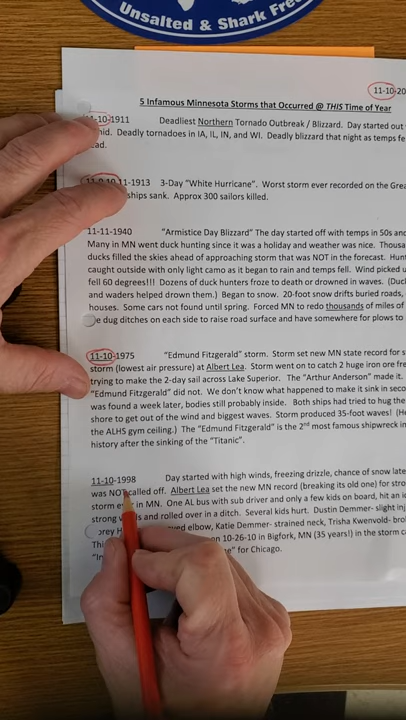 Unsalted & Shark Free
11-10-20
5 Infamous Minnesota Storms that Occurred @ THIS Time of Year
11-10-1911 Deadliest Northern Tornado Outbreak / Blizzard. Day started out
Deadly tornadoes in IA, IL, IN, and WI. Deadly blizzard that night as temps fe
11-1913 3-Day "White Hurricane". Worst storm ever recorded on the Grea
ships sank. Approx 300 sailors killed.
11-11-1940 "Armistice Day Blizzard" The day started off with temps in 50s and
Many in MN went duck hunting since it was a holiday and weather was nice. Thousa
ducks filled the skies ahead of approaching storm that was NOT in the forecast. Hun
caught outside with only light camo as it began to rain and temps fell. Wind picked u
fell 60 degrees!!! Dozens of duck hunters froze to death or drowned in waves. (Duc
and waders helped drown them.) Began to snow. 20-foot snow drifts buried roads,
houses. Some cars not found until spring. Forced MN to redo thousands of miles of
e dug ditches on each side to raise road surface and have somewhere for plows to
11-10-1975 "Edmund Fitzgerald" storm. Storm set new MN state record for s
storm (lowest air pressure) at Albert Lea. Storm went on to catch 2 huge iron ore fre
trying to make the 2-day sail across Lake Superior. The "Arthur Anderson" made it.
"Edmund Fitzgerald" did not. We don't know what happened to make it sink in seco
was found a week later, bodies still probably inside. Both ships had tried to hug the
shore to get out of the wind and biggest waves. Storm produced 35-foot waves! (He
the ALHS gym ceiling.) The "Edmund Fitzgerald" is the 2nd most famous shipwreck in
history after the sinking of the "Titanic".
11-10-1998 Day started with high winds, freezing drizzle, chance of snow late
was NOT called off. Albert Lea set the new MN record (breaking its old one) for stro
storm in MN. One AL bus with sub driver and only a few kids on board, hit an i
strong and rolled over in a ditch. Several kids hurt. Dustin Demmer- slight inj
elbow, Katie Demmer- strained neck, Trisha Kwenvold- bro
on 10-26-10 in Bigfork, MN (35 years!) in the storm c
for Chicago.